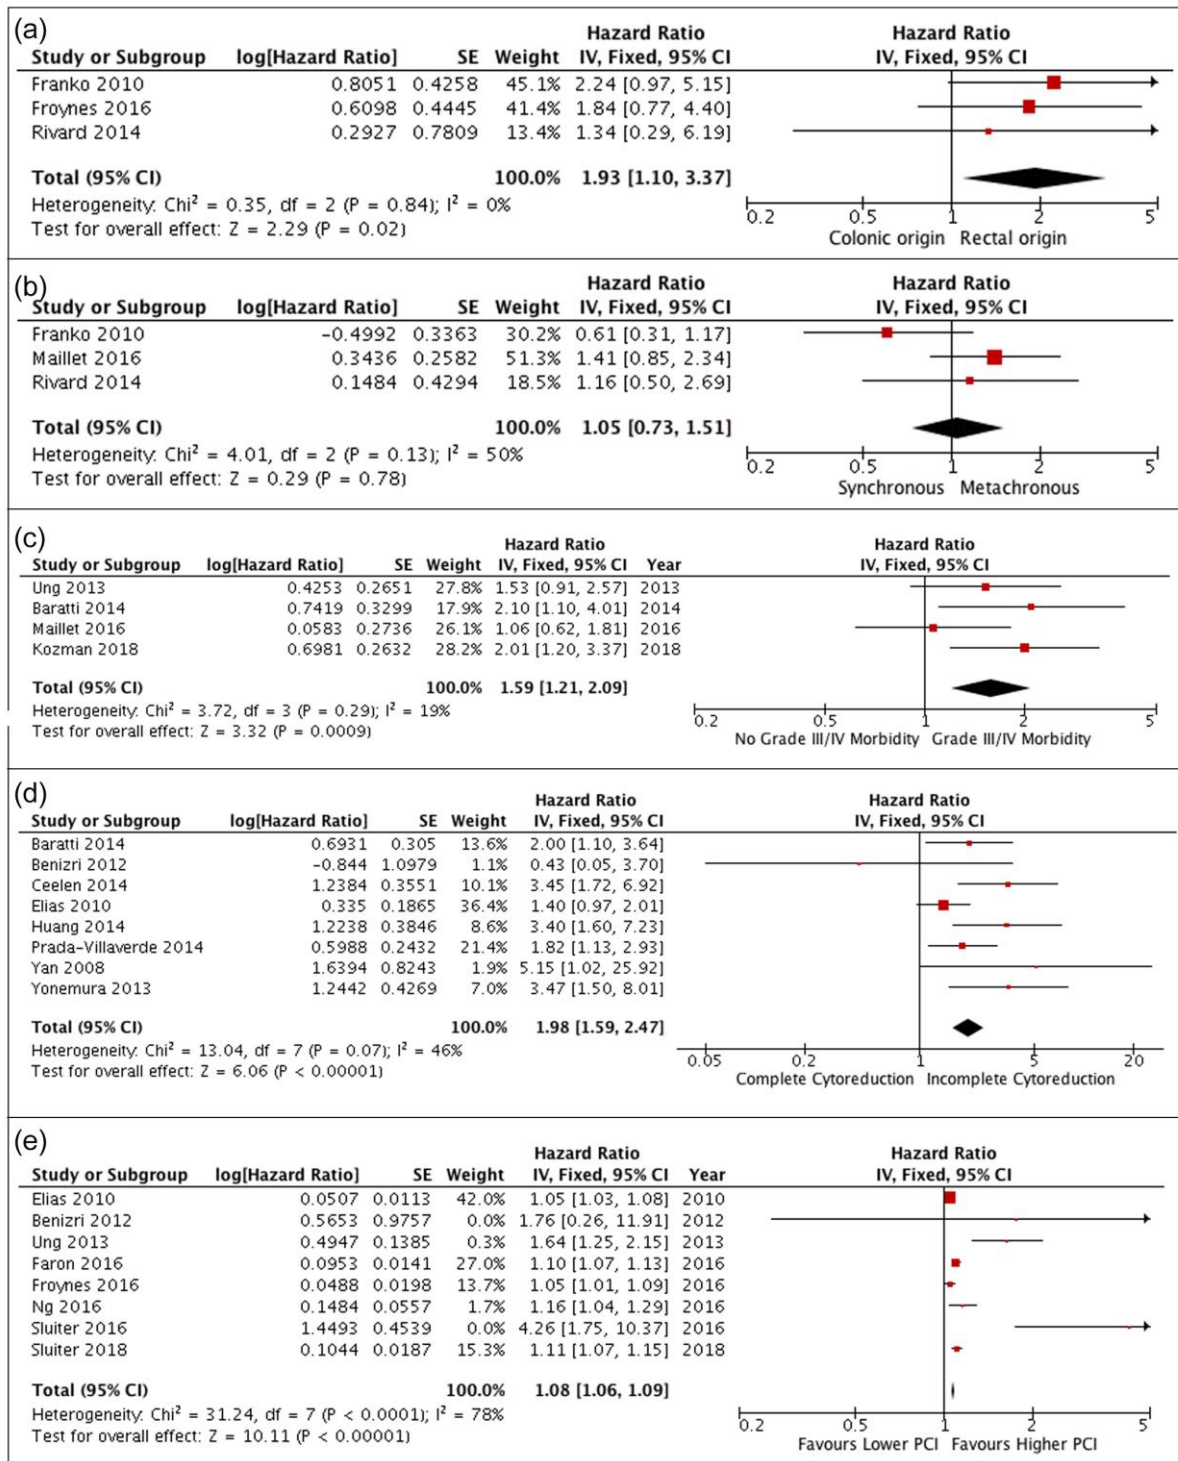 (a)
Hazard Ratio Hazard Ratio
Study or Subgroup log[Hazard Ratio] SE Weight IV, Fixed, 95% CI IV, Fixed, 95% CI
Franko 2010 0.8051 0.4258 45.1% 2.24 [0.97, 5.15]
Froynes 2016 0.6098 0.4445 41.4% 1.84 [0.77, 4.40]
Rivard 2014 0.2927 0.7809 13.4% 1.34 [0.29, 6.19]
Total (95% CI) 100.0% 1.93 [1.10, 3.37]
Heterogeneity: Chi² = 0.35, df = 2 (P = 0.84); I² = 0%
Test for overall effect: Z = 2.29 (P = 0.02)
0.2 0.5 1 2 5
Colonic origin Rectal origin
(b)
Hazard Ratio Hazard Ratio
Study or Subgroup log[Hazard Ratio] SE Weight IV, Fixed, 95% CI IV, Fixed, 95% CI
Franko 2010 −0.4992 0.3363 30.2% 0.61 [0.31, 1.17]
Maillet 2016 0.3436 0.2582 51.3% 1.41 [0.85, 2.34]
Rivard 2014 0.1484 0.4294 18.5% 1.16 [0.50, 2.69]
Total (95% CI) 100.0% 1.05 [0.73, 1.51]
Heterogeneity: Chi² = 4.01, df = 2 (P = 0.13); I² = 50%
Test for overall effect: Z = 0.29 (P = 0.78)
0.2 0.5 1 2 5
Synchronous Metachronous
(c)
Hazard Ratio Hazard Ratio
Study or Subgroup log[Hazard Ratio] SE Weight IV, Fixed, 95% CI Year IV, Fixed, 95% CI
Ung 2013 0.4253 0.2651 27.8% 1.53 [0.91, 2.57] 2013
Baratti 2014 0.7419 0.3299 17.9% 2.10 [1.10, 4.01] 2014
Maillet 2016 0.0583 0.2736 26.1% 1.06 [0.62, 1.81] 2016
Kozman 2018 0.6981 0.2632 28.2% 2.01 [1.20, 3.37] 2018
Total (95% CI) 100.0% 1.59 [1.21, 2.09]
Heterogeneity: Chi² = 3.72, df = 3 (P = 0.29); I² = 19%
Test for overall effect: Z = 3.32 (P = 0.0009)
0.2 0.5 1 2 5
No Grade III/IV Morbidity Grade III/IV Morbidity
(d)
Hazard Ratio Hazard Ratio
Study or Subgroup log[Hazard Ratio] SE Weight IV, Fixed, 95% CI IV, Fixed, 95% CI
Baratti 2014 0.6931 0.305 13.6% 2.00 [1.10, 3.64]
Benizri 2012 −0.844 1.0979 1.1% 0.43 [0.05, 3.70]
Ceelen 2014 1.2384 0.3551 10.1% 3.45 [1.72, 6.92]
Elias 2010 0.335 0.1865 36.4% 1.40 [0.97, 2.01]
Huang 2014 1.2238 0.3846 8.6% 3.40 [1.60, 7.23]
Prada–Villaverde 2014 0.5988 0.2432 21.4% 1.82 [1.13, 2.93]
Yan 2008 1.6394 0.8243 1.9% 5.15 [1.02, 25.92]
Yonemura 2013 1.2442 0.4269 7.0% 3.47 [1.50, 8.01]
Total (95% CI) 100.0% 1.98 [1.59, 2.47]
Heterogeneity: Chi² = 13.04, df = 7 (P = 0.07); I² = 46%
Test for overall effect: Z = 6.06 (P < 0.00001)
0.05 0.2 1 5 20
Complete Cytoreduction Incomplete Cytoreduction
(e)
Hazard Ratio Hazard Ratio
Study or Subgroup log[Hazard Ratio] SE Weight IV, Fixed, 95% CI Year IV, Fixed, 95% CI
Elias 2010 0.0507 0.0113 42.0% 1.05 [1.03, 1.08] 2010
Benizri 2012 0.5653 0.9757 0.0% 1.76 [0.26, 11.91] 2012
Ung 2013 0.4947 0.1385 0.3% 1.64 [1.25, 2.15] 2013
Faron 2016 0.0953 0.0141 27.0% 1.10 [1.07, 1.13] 2016
Froynes 2016 0.0488 0.0198 13.7% 1.05 [1.01, 1.09] 2016
Ng 2016 0.1484 0.0557 1.7% 1.16 [1.04, 1.29] 2016
Sluiter 2016 1.4493 0.4539 0.0% 4.26 [1.75, 10.37] 2016
Sluiter 2018 0.1044 0.0187 15.3% 1.11 [1.07, 1.15] 2018
Total (95% CI) 100.0% 1.08 [1.06, 1.09]
Heterogeneity: Chi² = 31.24, df = 7 (P < 0.0001); I² = 78%
Test for overall effect: Z = 10.11 (P < 0.00001)
0.2 0.5 1 2 5
Favours Lower PCI Favours Higher PCI